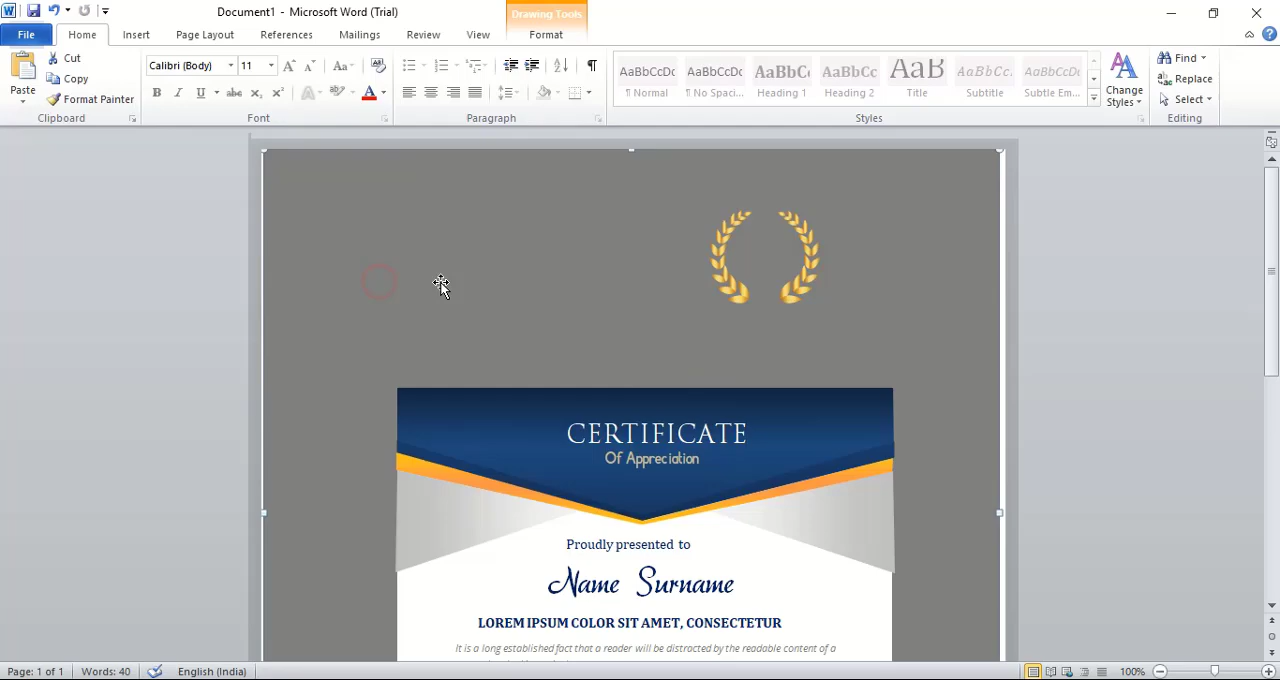 Document1 - Microsoft Word (Trial)
Drawing Tools
File Home Insert Page Layout References Mailings Review View Format
Paste
Cut
Copy
Format Painter
Clipboard
Calibri (Body) 11
Font
Paragraph
AaBbCcDc AaBbCcDc AaBbCc AaBbCc AaB AaBbCc. AaBbCcDc
¶ Normal ¶ No Spaci... Heading 1 Heading 2 Title Subtitle Subtle Em...
Styles
Change
Styles
Find
Replace
Select
Editing
CERTIFICATE
Of Appreciation
Proudly presented to
Name Surname
LOREM IPSUM COLOR SIT AMET, CONSECTETUR
It is a long established fact that a reader will be distracted by the readable content of a
Page: 1 of 1 Words: 40 English (India) 100%